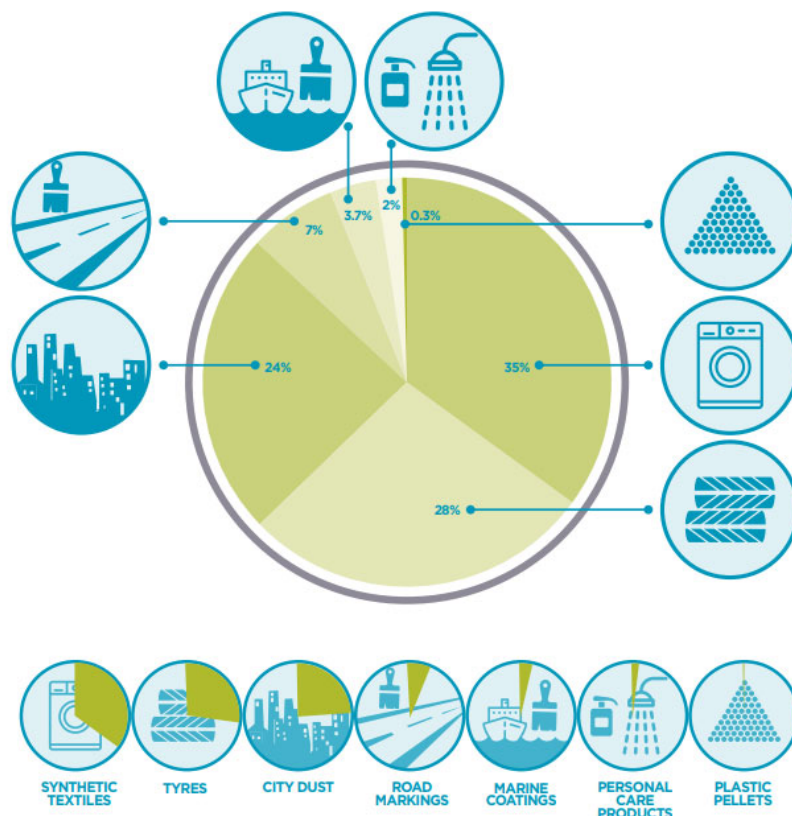 3.7%
2%
0.3%
7%
24%
35%
28%
SYNTHETIC
TEXTILES
TYRES
CITY DUST
ROAD
MARKINGS
MARINE
COATINGS
PERSONAL
CARE
PRODUCTS
PLASTIC
PELLETS